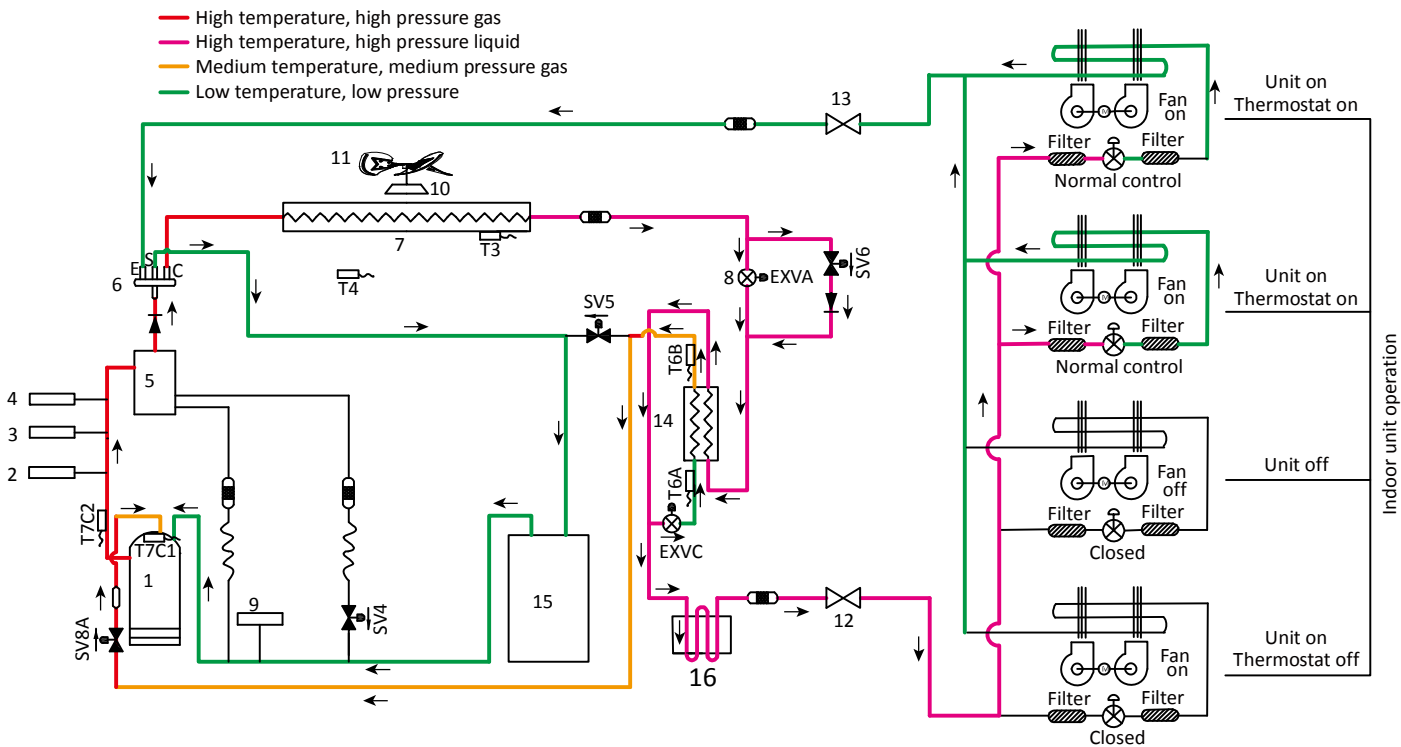 High temperature, high pressure gas
High temperature, high pressure liquid
Medium temperature, medium pressure gas
Low temperature, low pressure
13
11
10
7
T3
T4
E
S
C
6
8
EXVA
SV6
SV5
T6B
14
T6A
EXVC
5
4
3
2
T7C2
T7C1
1
SV8A
9
SV4
15
16
12
Fan
on
M
Filter
Filter
Normal control
Unit on
Thermostat on
Fan
on
M
Filter
Filter
Normal control
Unit on
Thermostat on
Fan
off
M
Filter
Filter
Closed
Unit off
Fan
on
M
Filter
Filter
Closed
Unit on
Thermostat off
Indoor unit operation